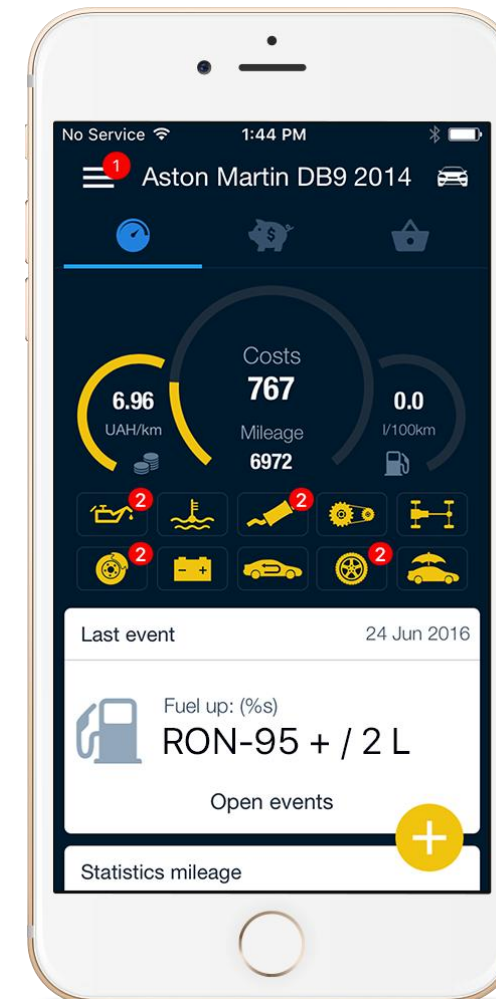 No Service 1:44 PM
1
Aston Martin DB9 2014
$
Costs
767
Mileage
6972
6.96
UAH/km
0.0
l/100km
2
2
2
- +
2
Last event 24 Jun 2016
Fuel up: (%s)
RON-95 + / 2 L
Open events
+
Statistics mileage